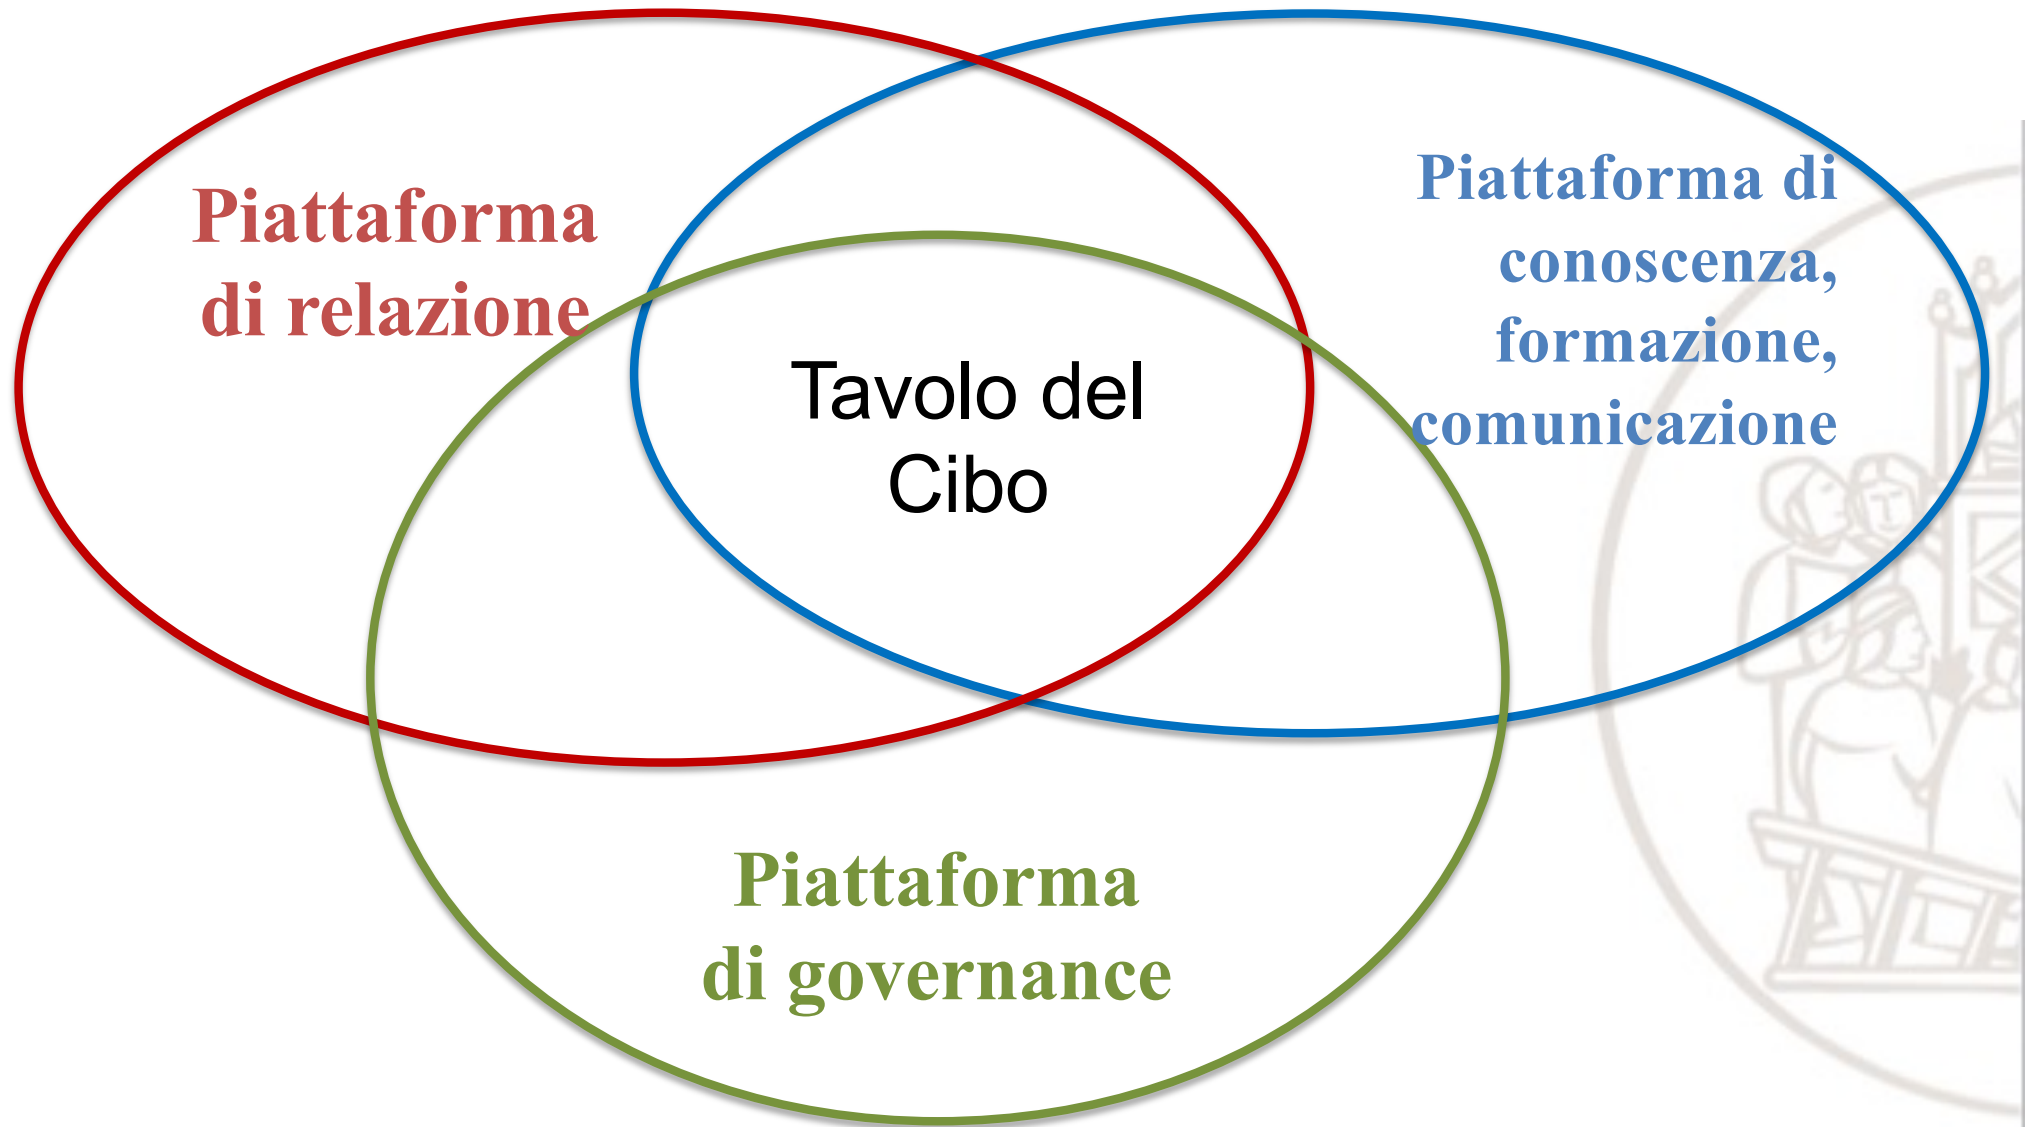 Piattaforma
di relazione
Piattaforma di
conoscenza,
formazione,
comunicazione
Tavolo del
Cibo
Piattaforma
di governance